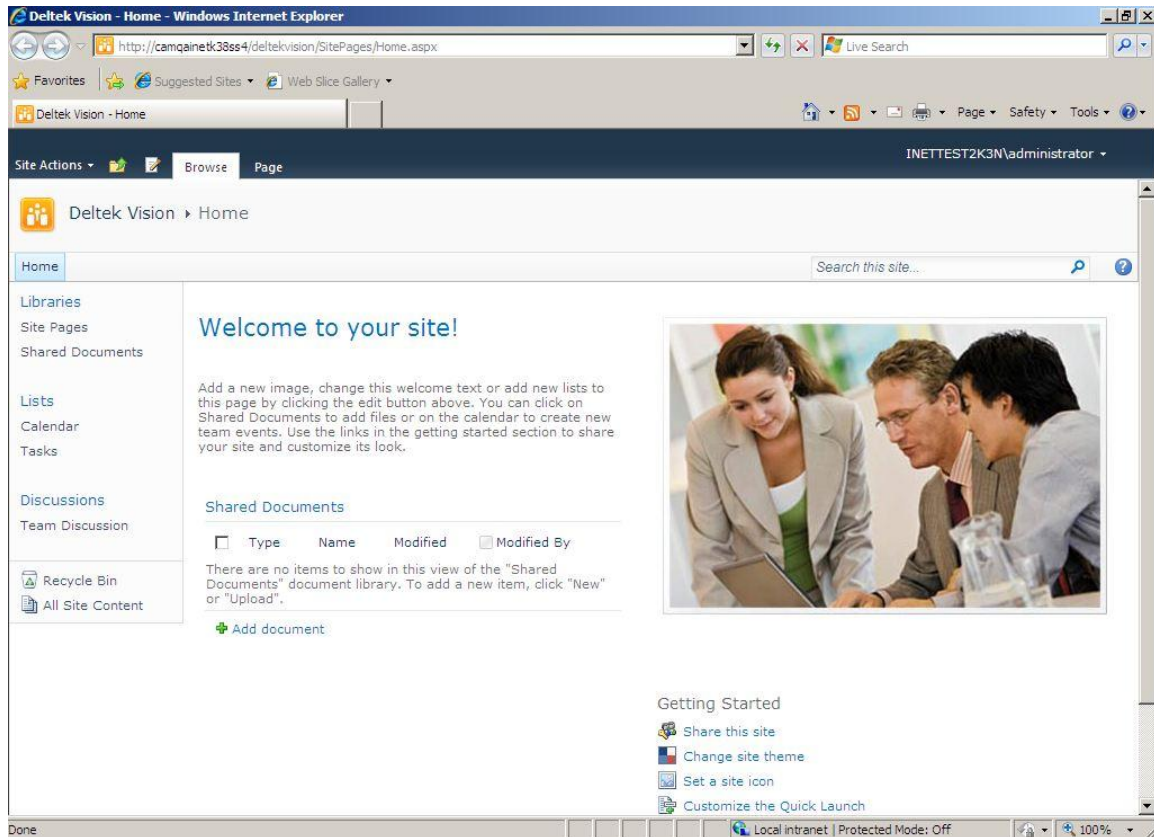 Deltek Vision - Home - Windows Internet Explorer
http://camqainetk38ss4/deltekvision/SitePages/Home.aspx
Live Search
Favorites
Suggested Sites
Web Slice Gallery
Deltek Vision - Home
Page
Safety
Tools
Site Actions
Browse
Page
INETTEST2K3N\administrator
Deltek Vision
Home
Home
Search this site...
Libraries
Site Pages
Shared Documents
Lists
Calendar
Tasks
Discussions
Team Discussion
Recycle Bin
All Site Content
Welcome to your site!
Add a new image, change this welcome text or add new lists to
this page by clicking the edit button above. You can click on
Shared Documents to add files or on the calendar to create new
team events. Use the links in the getting started section to share
your site and customize its look.
Shared Documents
Type Name Modified Modified By
There are no items to show in this view of the "Shared
Documents" document library. To add a new item, click "New"
or "Upload".
Add document
Getting Started
Share this site
Change site theme
Set a site icon
Customize the Quick Launch
Done
Local intranet | Protected Mode: Off
100%